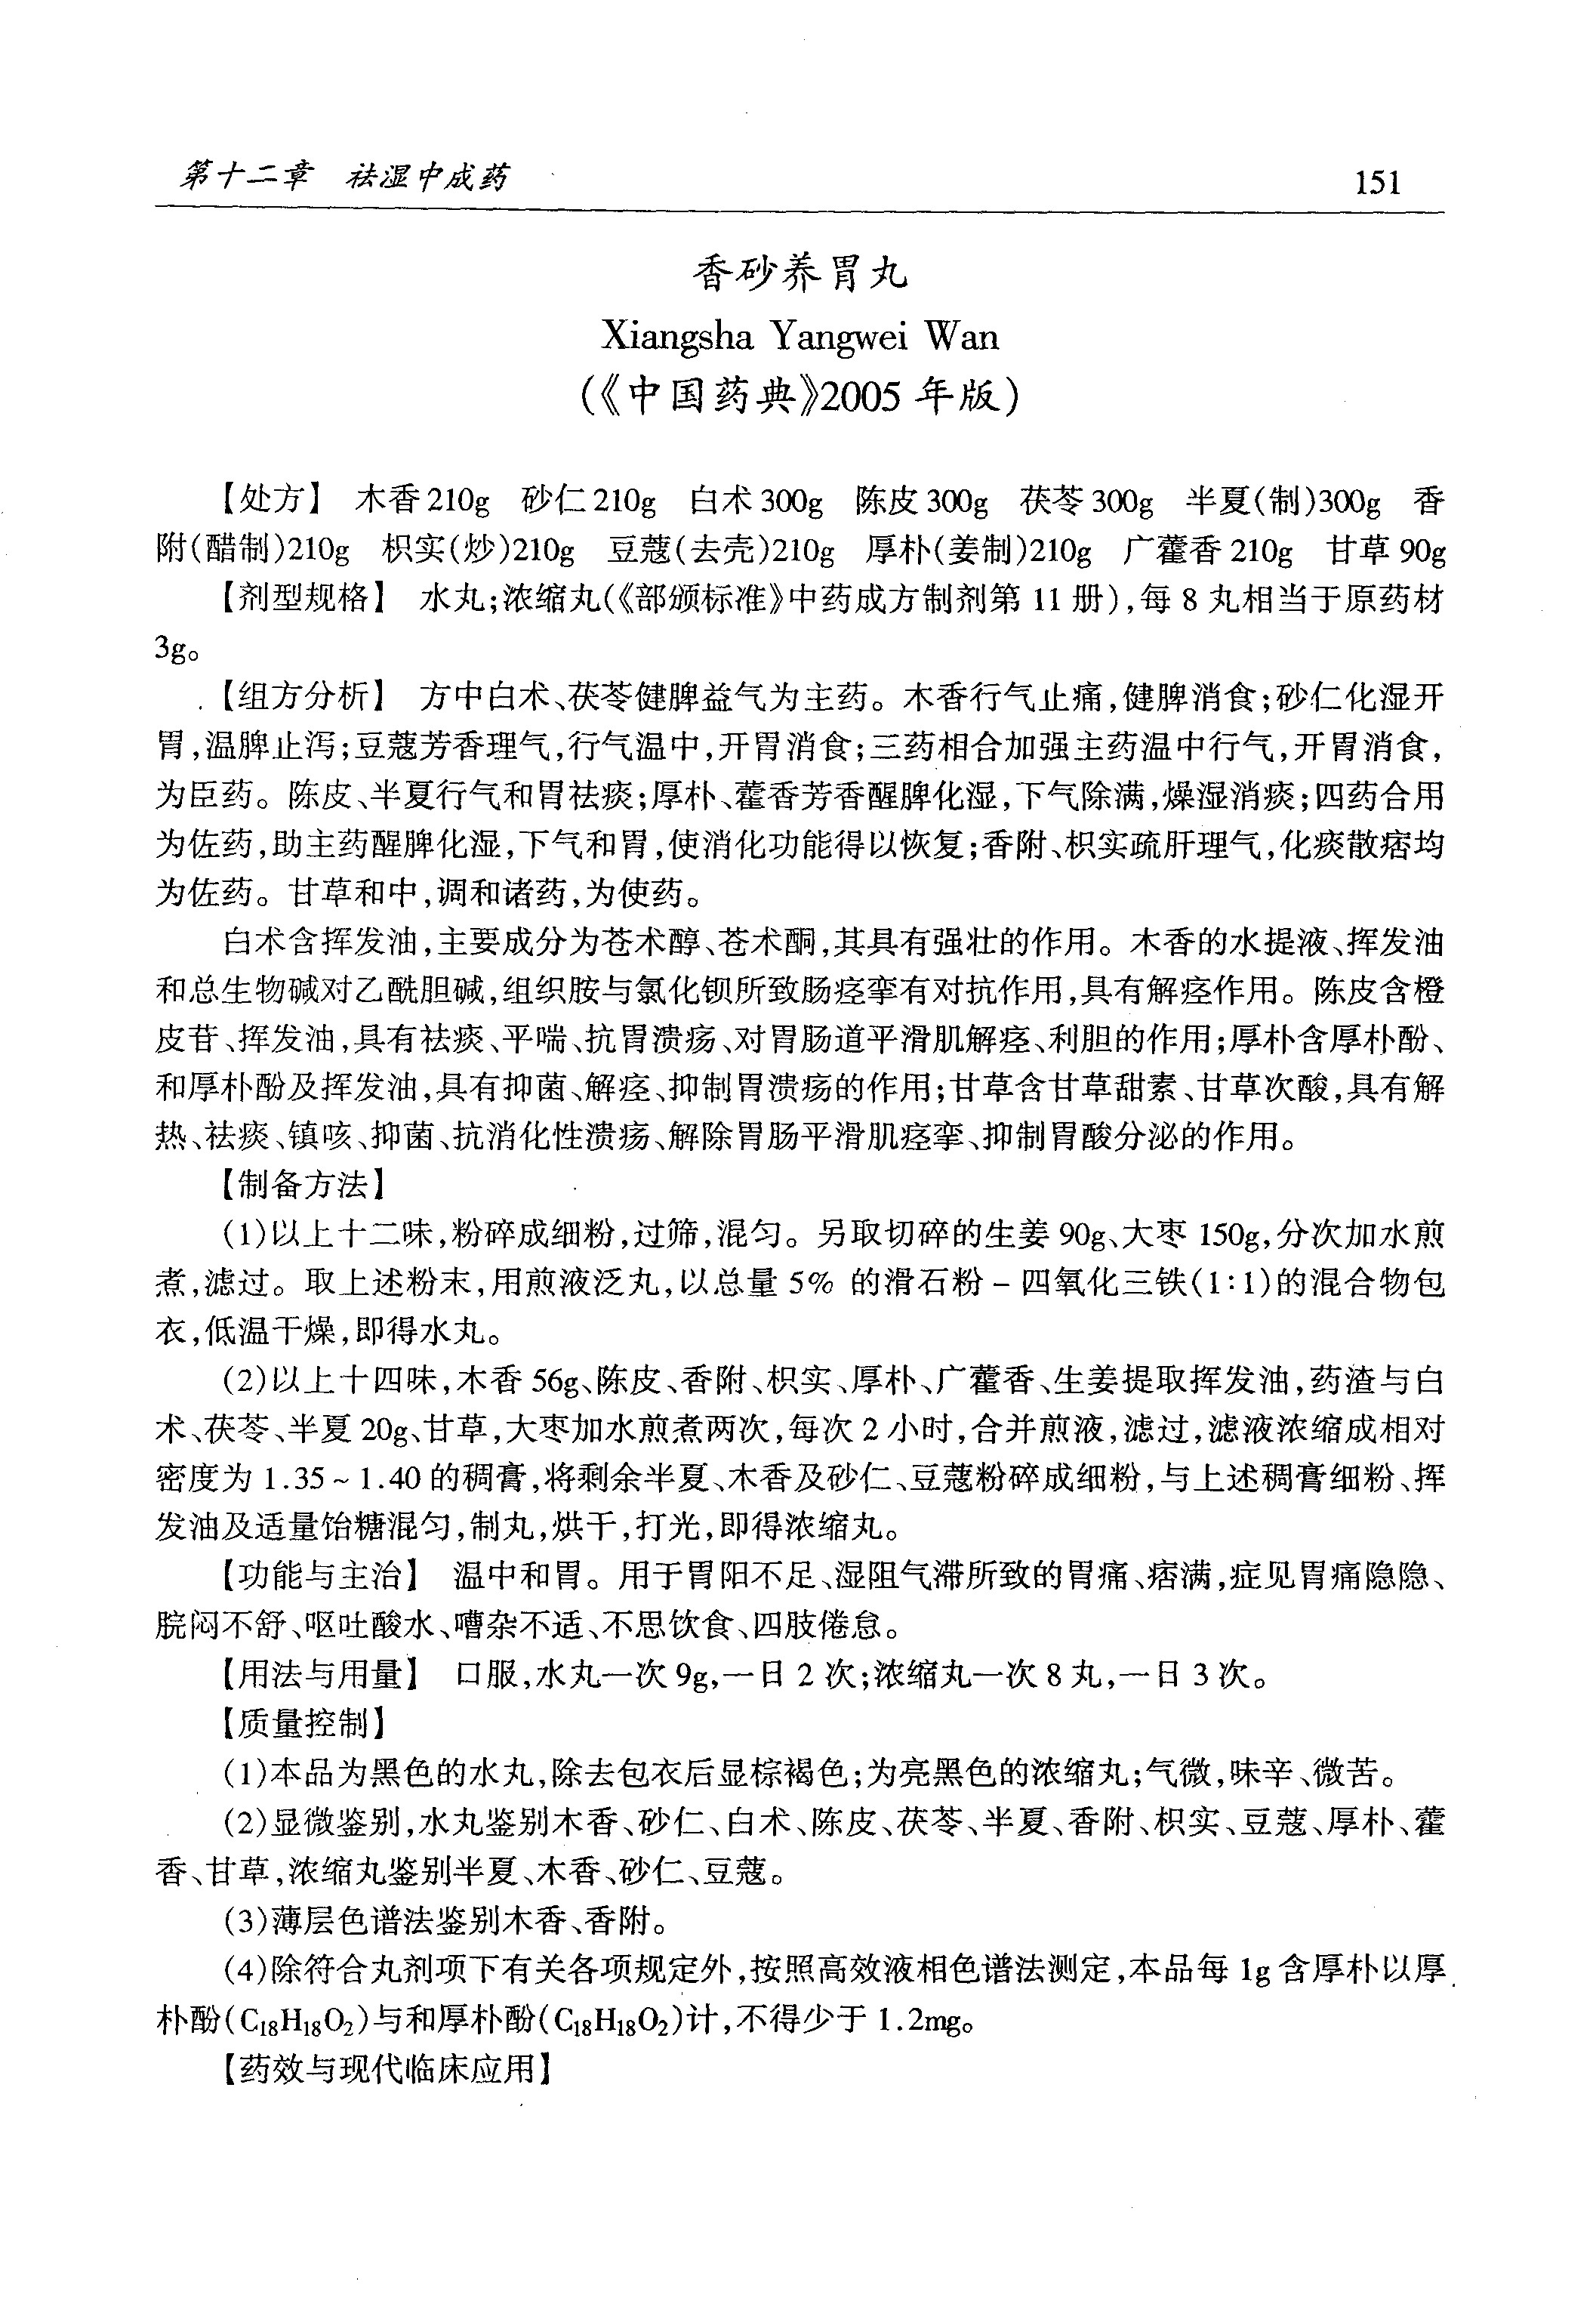 第十二章 祛湿中成药 151
香砂养胃丸
Xiangsha Yangwei Wan
(《中国药典》2005 年版)
【处方】 木香 210g 砂仁 210g 白术 300g 陈皮 300g 茯苓 300g 半夏(制)300g 香
附(醋制)210g 枳实(炒)210g 豆蔻(去壳)210g 厚朴(姜制)210g 广藿香 210g 甘草 90g
【剂型规格】 水丸;浓缩丸(《部颁标准》中药成方制剂第 11 册),每 8 丸相当于原药材
3g。
【组方分析】 方中白术、茯苓健脾益气为主药。木香行气止痛,健脾消食;砂仁化湿开
胃,温脾止泻;豆蔻芳香理气,行气温中,开胃消食;三药相合加强主药温中行气,开胃消食,
为臣药。陈皮、半夏行气和胃祛痰;厚朴、藿香芳香醒脾化湿,下气除满,燥湿消痰;四药合用
为佐药,助主药醒脾化湿,下气和胃,使消化功能得以恢复;香附、枳实疏肝理气,化痰散痞均
为佐药。甘草和中,调和诸药,为使药。
白术含挥发油,主要成分为苍术醇、苍术酮,其具有强壮的作用。木香的水提液、挥发油
和总生物碱对乙酰胆碱,组织胺与氯化钡所致肠痉挛有对抗作用,具有解痉作用。陈皮含橙
皮苷、挥发油,具有祛痰、平喘、抗胃溃疡、对胃肠道平滑肌解痉、利胆的作用;厚朴含厚朴酚、
和厚朴酚及挥发油,具有抑菌、解痉、抑制胃溃疡的作用;甘草含甘草甜素、甘草次酸,具有解
热、祛痰、镇咳、抑菌、抗消化性溃疡、解除胃肠平滑肌痉挛、抑制胃酸分泌的作用。
【制备方法】
(1)以上十二味,粉碎成细粉,过筛,混匀。另取切碎的生姜 90g、大枣 150g,分次加水煎
煮,滤过。取上述粉末,用煎液泛丸,以总量 5% 的滑石粉 - 四氧化三铁(1:1)的混合物包
衣,低温干燥,即得水丸。
(2)以上十四味,木香 56g、陈皮、香附、枳实、厚朴、广藿香、生姜提取挥发油,药渣与白
术、茯苓、半夏 20g、甘草,大枣加水煎煮两次,每次 2 小时,合并煎液,滤过,滤液浓缩成相对
密度为 1.35 ~ 1.40 的稠膏,将剩余半夏、木香及砂仁、豆蔻粉碎成细粉,与上述稠膏细粉、挥
发油及适量饴糖混匀,制丸,烘干,打光,即得浓缩丸。
【功能与主治】 温中和胃。用于胃阳不足、湿阻气滞所致的胃痛、痞满,症见胃痛隐隐、
脘闷不舒、呕吐酸水、嘈杂不适、不思饮食、四肢倦怠。
【用法与用量】 口服,水丸一次 9g,一日 2 次;浓缩丸一次 8 丸,一日 3 次。
【质量控制】
(1)本品为黑色的水丸,除去包衣后显棕褐色;为亮黑色的浓缩丸;气微,味辛、微苦。
(2)显微鉴别,水丸鉴别木香、砂仁、白术、陈皮、茯苓、半夏、香附、枳实、豆蔻、厚朴、藿
香、甘草,浓缩丸鉴别半夏、木香、砂仁、豆蔻。
(3)薄层色谱法鉴别木香、香附。
(4)除符合丸剂项下有关各项规定外,按照高效液相色谱法测定,本品每 1g 含厚朴以厚
朴酚(C₁₈H₁₈O₂)与和厚朴酚(C₁₈H₁₈O₂)计,不得少于 1.2mg。
【药效与现代临床应用】